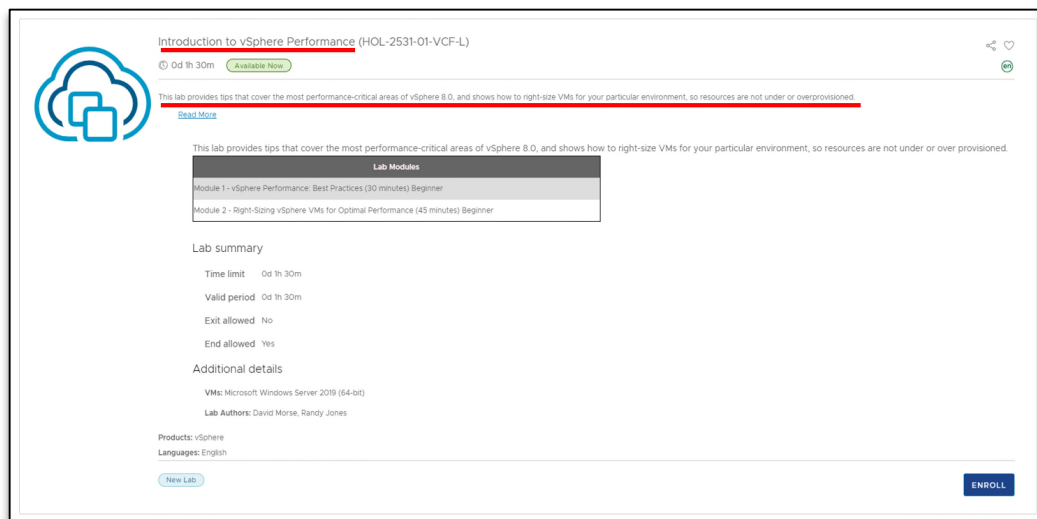 Introduction to vSphere Performance (HOL-2531-01-VCF-L)
0d 1h 30m Available Now
en
This lab provides tips that cover the most performance-critical areas of vSphere 8.0, and shows how to right-size VMs for your particular environment, so resources are not under or overprovisioned.
Read More
This lab provides tips that cover the most performance-critical areas of vSphere 8.0, and shows how to right-size VMs for your particular environment, so resources are not under or over provisioned.
Lab Modules
Module 1 - vSphere Performance: Best Practices (30 minutes) Beginner
Module 2 - Right-Sizing vSphere VMs for Optimal Performance (45 minutes) Beginner
Lab summary
Time limit 0d 1h 30m
Valid period 0d 1h 30m
Exit allowed No
End allowed Yes
Additional details
VMs: Microsoft Windows Server 2019 (64-bit)
Lab Authors: David Morse, Randy Jones
Products: vSphere
Languages: English
New Lab
ENROLL